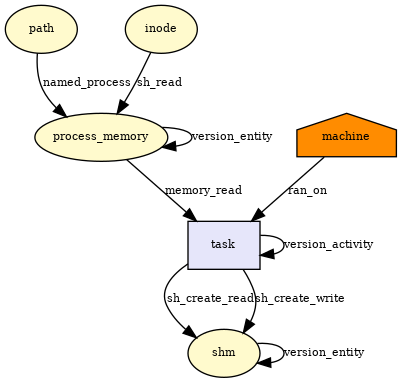 path
inode
named_process
sh_read
process_memory
version_entity
machine
memory_read
ran_on
task
version_activity
sh_create_read
sh_create_write
shm
version_entity